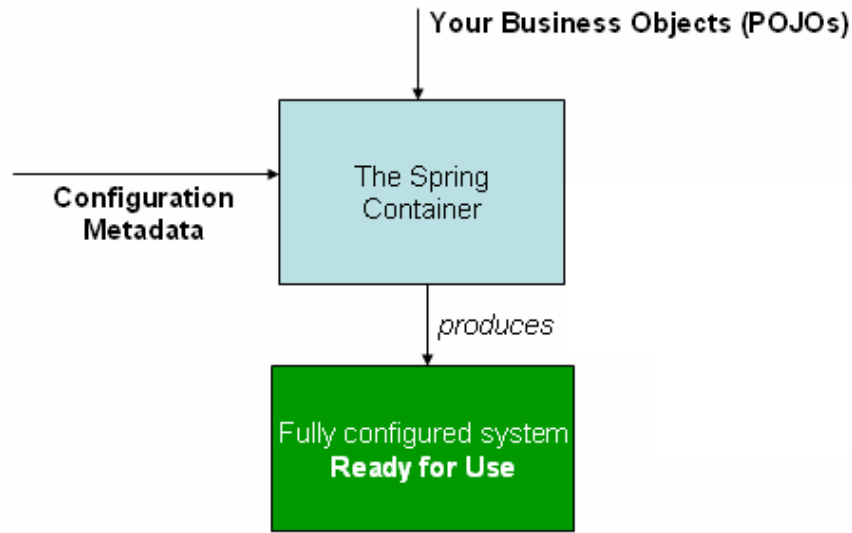 Your Business Objects (POJOs)
The Spring
Container
Configuration
Metadata
produces
Fully configured system
Ready for Use